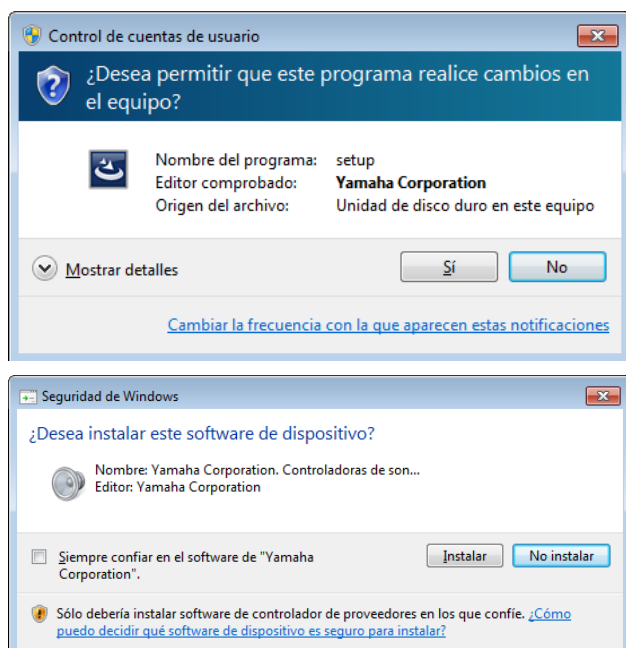 Control de cuentas de usuario
¿Desea permitir que este programa realice cambios en
el equipo?
Nombre del programa: setup
Editor comprobado: Yamaha Corporation
Origen del archivo: Unidad de disco duro en este equipo
Mostrar detalles
Sí
No
Cambiar la frecuencia con la que aparecen estas notificaciones
Seguridad de Windows
¿Desea instalar este software de dispositivo?
Nombre: Yamaha Corporation. Controladoras de son...
Editor: Yamaha Corporation
Siempre confiar en el software de "Yamaha
Corporation".
Instalar
No instalar
Sólo debería instalar software de controlador de proveedores en los que confíe. ¿Cómo
puedo decidir qué software de dispositivo es seguro para instalar?